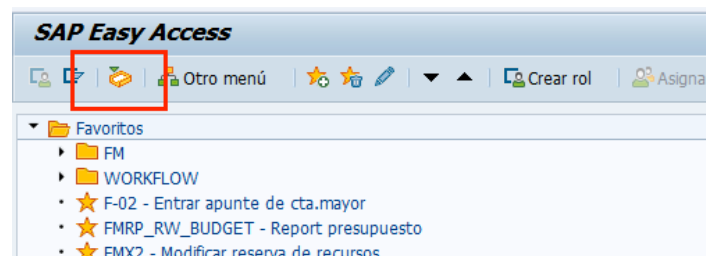 SAP Easy Access
Otro menú Crear rol Asigna
Favoritos
FM
WORKFLOW
F-02 - Entrar apunte de cta.mayor
FMRP_RW_BUDGET - Report presupuesto
FMX2 - Modificar reserva de recursos